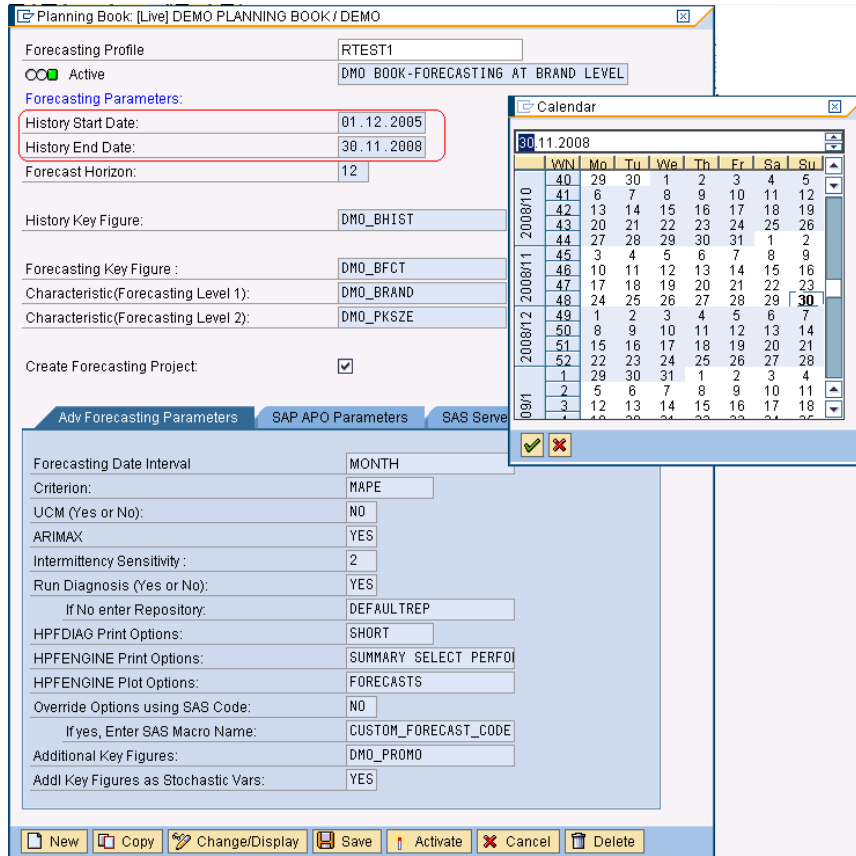 Planning Book: [Live] DEMO PLANNING BOOK / DEMO
Forecasting Profile RTEST1
Active DMO BOOK-FORECASTING AT BRAND LEVEL
Forecasting Parameters:
History Start Date: 01.12.2005
History End Date: 30.11.2008
Forecast Horizon: 12
History Key Figure: DMO_BHIST
Forecasting Key Figure : DMO_BFCT
Characteristic(Forecasting Level 1): DMO_BRAND
Characteristic(Forecasting Level 2): DMO_PKSZE
Create Forecasting Project:
Adv Forecasting Parameters SAP APO Parameters SAS Serve
Forecasting Date Interval MONTH
Criterion: MAPE
UCM (Yes or No): NO
ARIMAX YES
Intermittency Sensitivity : 2
Run Diagnosis (Yes or No): YES
If No enter Repository: DEFAULTREP
HPFDIAG Print Options: SHORT
HPFENGINE Print Options: SUMMARY SELECT PERFO
HPFENGINE Plot Options: FORECASTS
Override Options using SAS Code: NO
If yes, Enter SAS Macro Name: CUSTOM_FORECAST_CODE
Additional Key Figures: DMO_PROMO
Addl Key Figures as Stochastic Vars: YES
New Copy Change/Display Save Activate Cancel Delete
Calendar
30.11.2008
WN Mo Tu We Th Fr Sa Su
2008/10
40 29 30 1 2 3 4 5
41 6 7 8 9 10 11 12
42 13 14 15 16 17 18 19
43 20 21 22 23 24 25 26
44 27 28 29 30 31 1 2
2008/11
45 3 4 5 6 7 8 9
46 10 11 12 13 14 15 16
47 17 18 19 20 21 22 23
48 24 25 26 27 28 29 30
2008/12
49 1 2 3 4 5 6 7
50 8 9 10 11 12 13 14
51 15 16 17 18 19 20 21
52 22 23 24 25 26 27 28
1 29 30 31 1 2 3 4
09/1
2 5 6 7 8 9 10 11
3 12 13 14 15 16 17 18